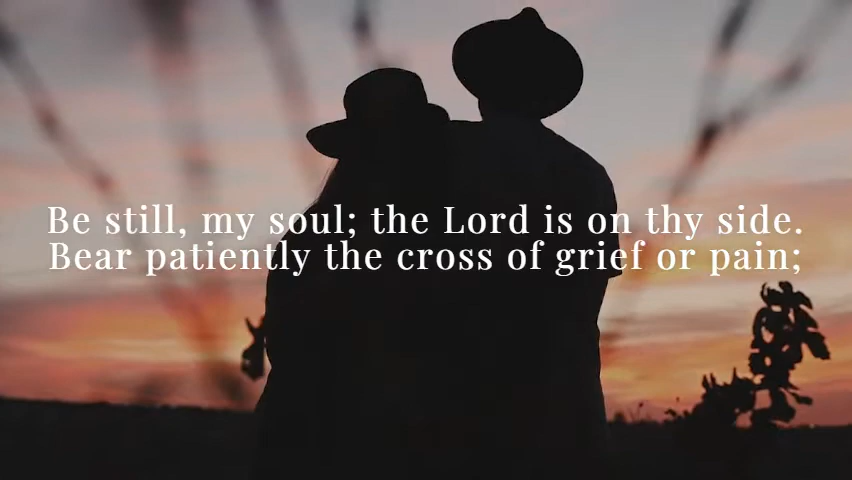 Be still, my soul; the Lord is on thy side.
Bear patiently the cross of grief or pain;